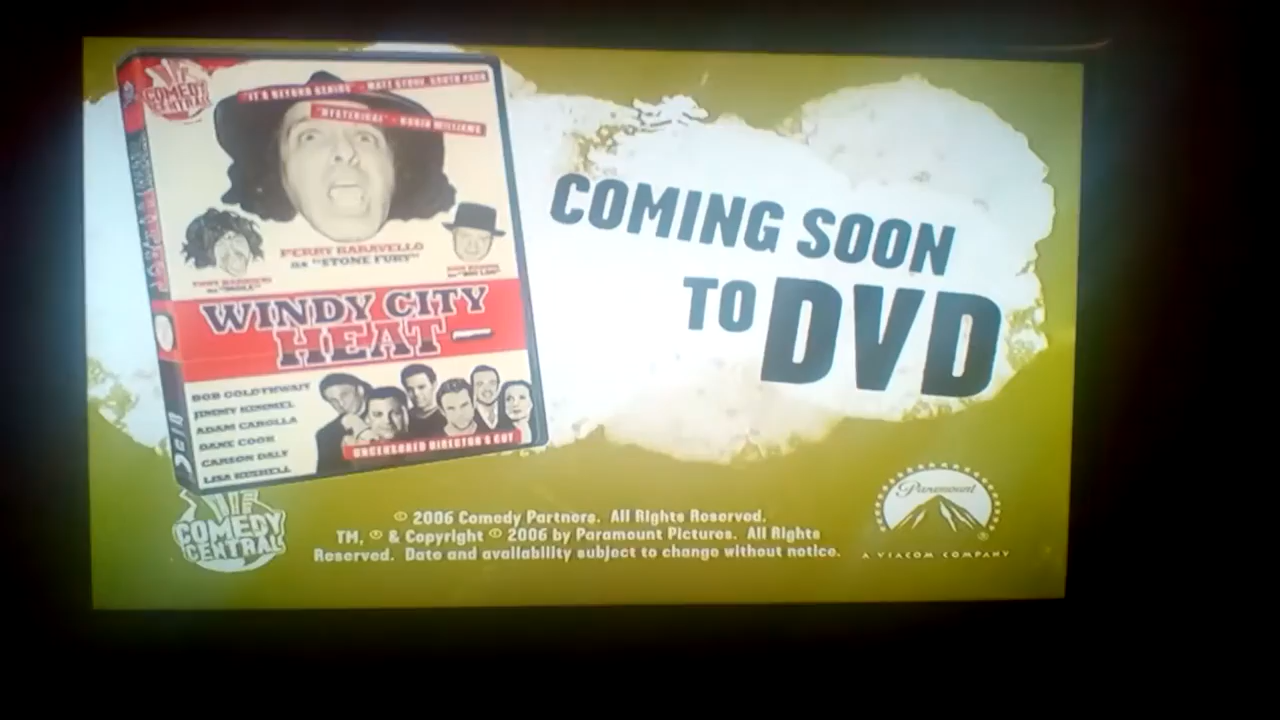 COMEDY
CENTRAL
"IT'S BEYOND GENIUS" - MATT STONE, SOUTH PARK
"HYSTERICAL" - ROBIN WILLIAMS
PERRY CARAVELLO
AS "STONE FURY"
WINDY CITY
HEAT
BOB GOLDTHWAIT
JIMMY KIMMEL
ADAM CAROLLA
DANE COOK
CARSON DALY
LISA KUSHELL
UNCENSORED DIRECTOR'S CUT
COMING SOON
TO DVD
COMEDY
CENTRAL
© 2006 Comedy Partners. All Rights Reserved.
TM, ® & Copyright © 2006 by Paramount Pictures. All Rights
Reserved. Date and availability subject to change without notice.
Paramount
A VIACOM COMPANY